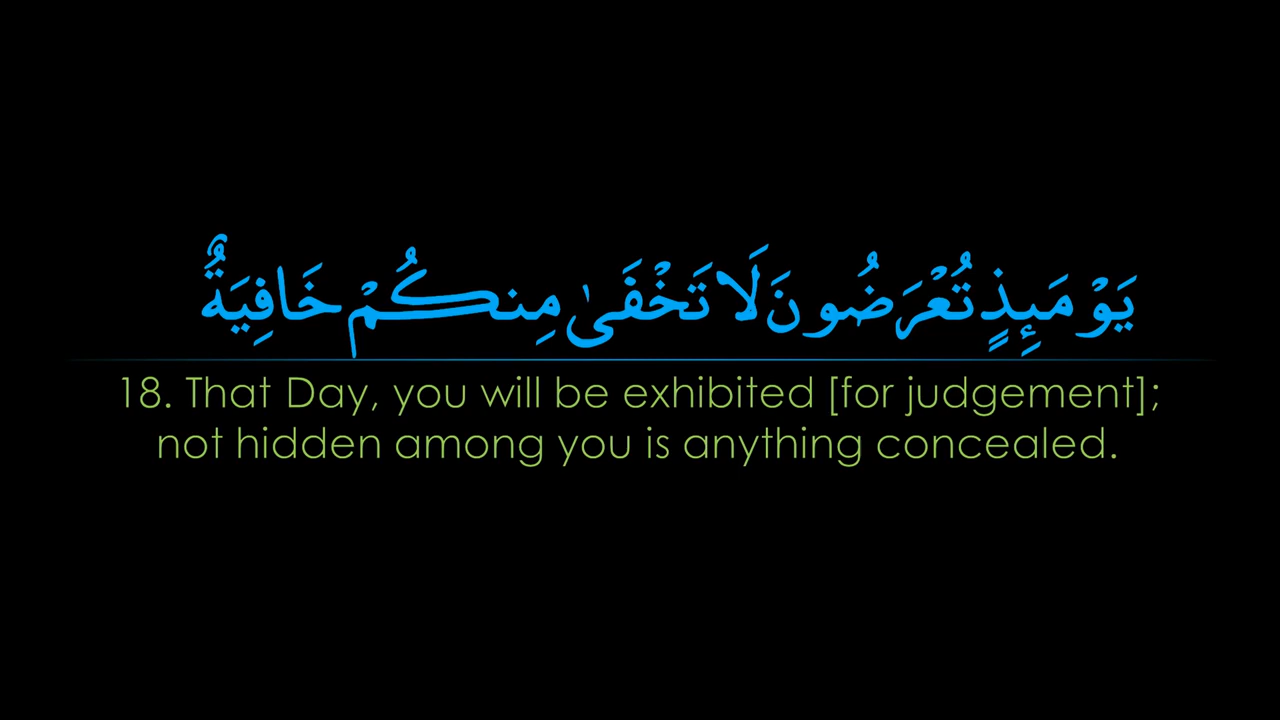 يَوْمَئِذٍ تُعْرَضُونَ لَا تَخْفَىٰ مِنكُمْ خَافِيَةٌ
18. That Day, you will be exhibited [for judgement];
not hidden among you is anything concealed.